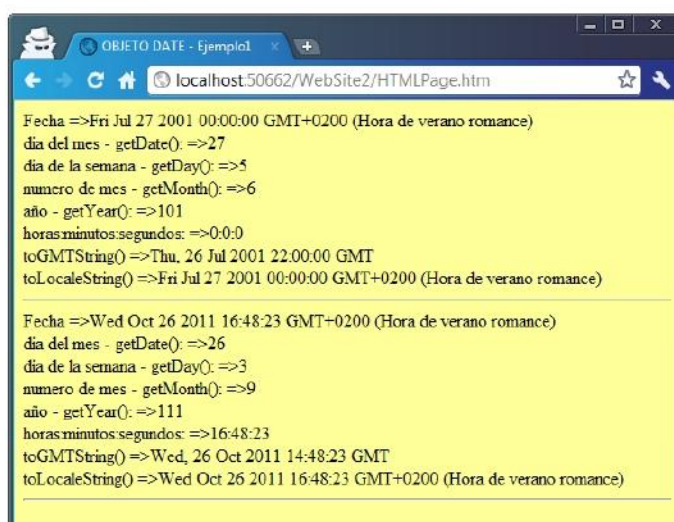 OBJETO DATE - Ejemplo1
localhost:50662/WebSite2/HTMLPage.htm
Fecha =>Fri Jul 27 2001 00:00:00 GMT+0200 (Hora de verano romance)
dia del mes - getDate(): =>27
dia de la semana - getDay(): =>5
numero de mes - getMonth(): =>6
año - getYear(): =>101
horas:minutos:segundos: =>0:0:0
toGMTString() =>Thu, 26 Jul 2001 22:00:00 GMT
toLocaleString() =>Fri Jul 27 2001 00:00:00 GMT+0200 (Hora de verano romance)
Fecha =>Wed Oct 26 2011 16:48:23 GMT+0200 (Hora de verano romance)
dia del mes - getDate(): =>26
dia de la semana - getDay(): =>3
numero de mes - getMonth(): =>9
año - getYear(): =>111
horas:minutos:segundos: =>16:48:23
toGMTString() =>Wed, 26 Oct 2011 14:48:23 GMT
toLocaleString() =>Wed Oct 26 2011 16:48:23 GMT+0200 (Hora de verano romance)